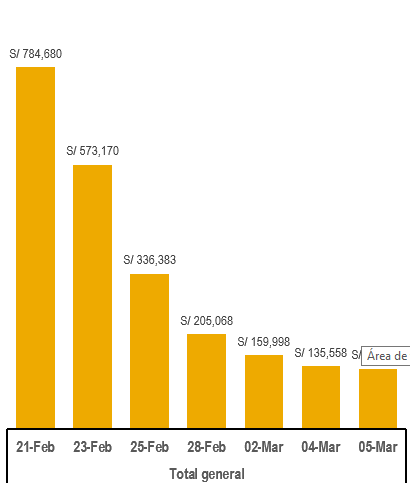 S/ 784,680
S/ 573,170
S/ 336,383
S/ 205,068
S/ 159,998
S/ 135,558
S/
Área de
21-Feb
23-Feb
25-Feb
28-Feb
02-Mar
04-Mar
05-Mar
Total general